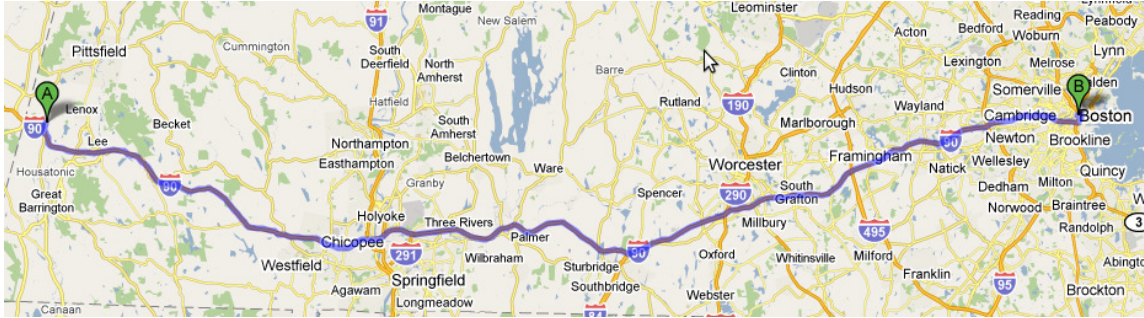 Montague
New Salem
Leominster
Reading
Peabody
91
Cummington
South
Deerfield
North
Amherst
Barre
Acton
Bedford
Woburn
Lynn
Pittsfield
Lexington
Melrose
Clinton
Hudson
Somerville
A
B
Lenox
Hatfield
Rutland
190
Wayland
Cambridge
Boston
90
Becket
South
Amherst
Marlborough
Newton
Brookline
Lee
Northampton
Easthampton
Belchertown
Ware
Worcester
Framingham
90
Natick
Wellesley
Quincy
Housatonic
Granby
Spencer
290
South
Grafton
Dedham
Milton
Great
Barrington
90
Holyoke
Three Rivers
Millbury
Norwood
Braintree
3
Chicopee
291
Palmer
90
495
Randolph
Westfield
Wilbraham
Sturbridge
Oxford
Whitinsville
Milford
Springfield
Southbridge
Franklin
95
Agawam
Longmeadow
Webster
Brockton
Canaan
84